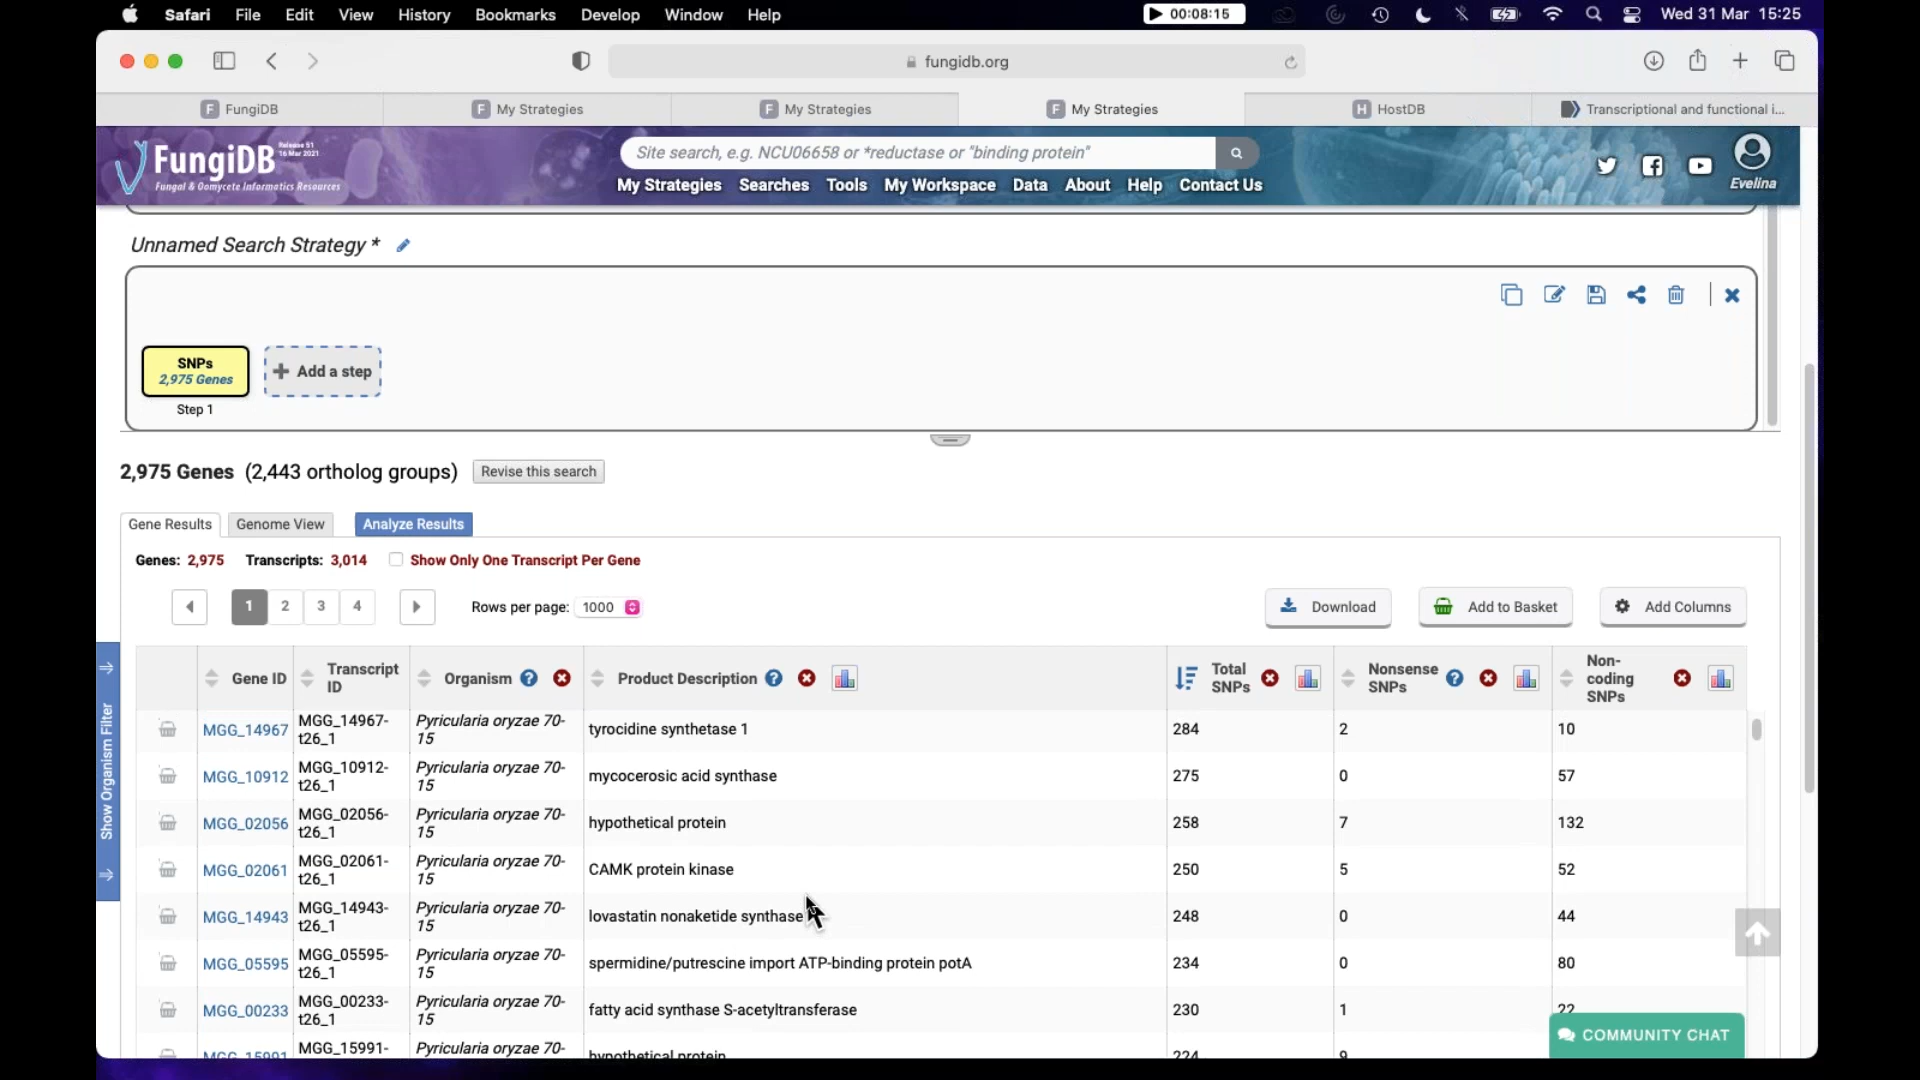 Safari File Edit View History Bookmarks Develop Window Help 00:08:15 Wed 31 Mar 15:25
fungidb.org
FungiDB My Strategies My Strategies My Strategies HostDB Transcriptional and functional i...
FungiDB Release 51 16 Mar 2021
Fungal & Oomycete Informatics Resources
Site search, e.g. NCU06658 or *reductase or "binding protein"
My Strategies Searches Tools My Workspace Data About Help Contact Us
Evelina
Unnamed Search Strategy *
SNPs
2,975 Genes
Step 1
Add a step
2,975 Genes (2,443 ortholog groups) Revise this search
Gene Results Genome View Analyze Results
Genes: 2,975 Transcripts: 3,014 Show Only One Transcript Per Gene
1 2 3 4 Rows per page: 1000 Download Add to Basket Add Columns
Show Organism Filter
Gene ID Transcript ID Organism Product Description Total SNPs Nonsense SNPs Non-coding SNPs
MGG_14967 MGG_14967-t26_1 Pyricularia oryzae 70-15 tyrocidine synthetase 1 284 2 10
MGG_10912 MGG_10912-t26_1 Pyricularia oryzae 70-15 mycocerosic acid synthase 275 0 57
MGG_02056 MGG_02056-t26_1 Pyricularia oryzae 70-15 hypothetical protein 258 7 132
MGG_02061 MGG_02061-t26_1 Pyricularia oryzae 70-15 CAMK protein kinase 250 5 52
MGG_14943 MGG_14943-t26_1 Pyricularia oryzae 70-15 lovastatin nonaketide synthase 248 0 44
MGG_05595 MGG_05595-t26_1 Pyricularia oryzae 70-15 spermidine/putrescine import ATP-binding protein potA 234 0 80
MGG_00233 MGG_00233-t26_1 Pyricularia oryzae 70-15 fatty acid synthase S-acetyltransferase 230 1 22
MGG_15991 MGG_15991- Pyricularia oryzae 70- hypothetical protein 224 9
COMMUNITY CHAT